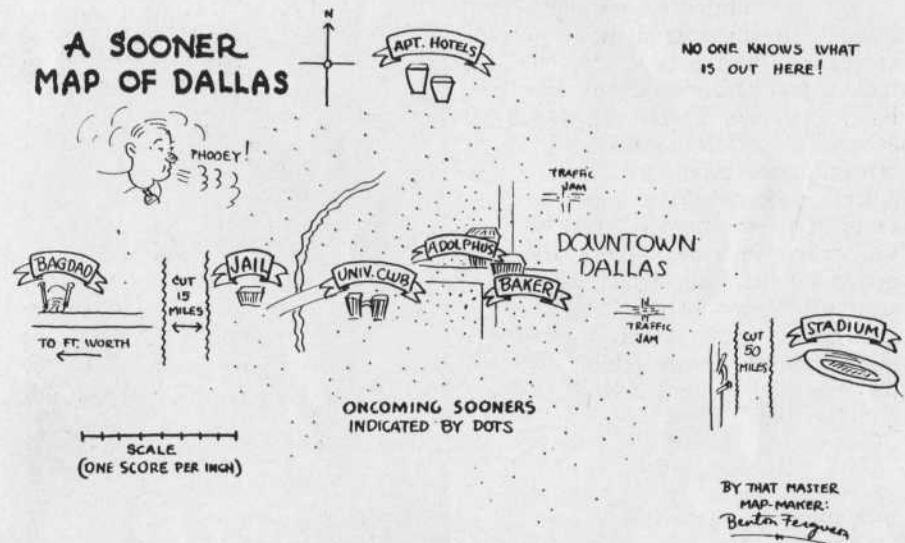 A SOONER
MAP OF DALLAS
N
APT. HOTELS
NO ONE KNOWS WHAT
IS OUT HERE!
PHOOEY!
TRAFFIC
JAM
BAGDAD
CUT
15
MILES
JAIL
UNIV. CLUB
ADOLPHUS
BAKER
DOWNTOWN
DALLAS
TRAFFIC
JAM
TO FT. WORTH
CUT
50
MILES
STADIUM
ONCOMING SOONERS
INDICATED BY DOTS
SCALE
(ONE SCORE PER INCH)
BY THAT MASTER
MAP-MAKER:
Benton Ferguson